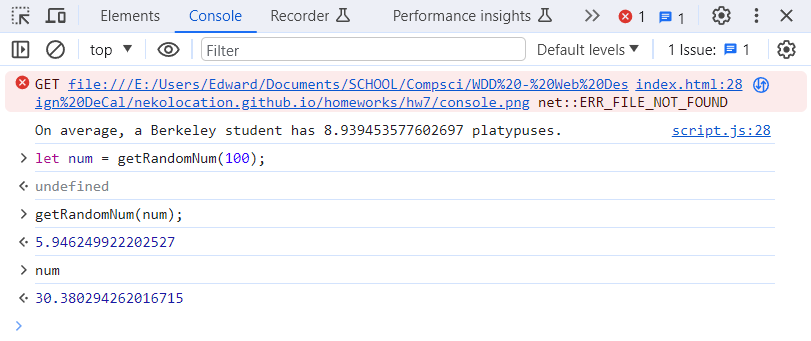 Elements Console Recorder Performance insights 1 1
top Filter Default levels 1 Issue: 1
GET file:///E:/Users/Edward/Documents/SCHOOL/Compsci/WDD%20-%20Web%20Des index.html:28
ign%20DeCal/nekolocation.github.io/homeworks/hw7/console.png net::ERR_FILE_NOT_FOUND
On average, a Berkeley student has 8.939453577602697 platypuses. script.js:28
> let num = getRandomNum(100);
undefined
> getRandomNum(num);
5.946249922202527
> num
30.380294262016715
>